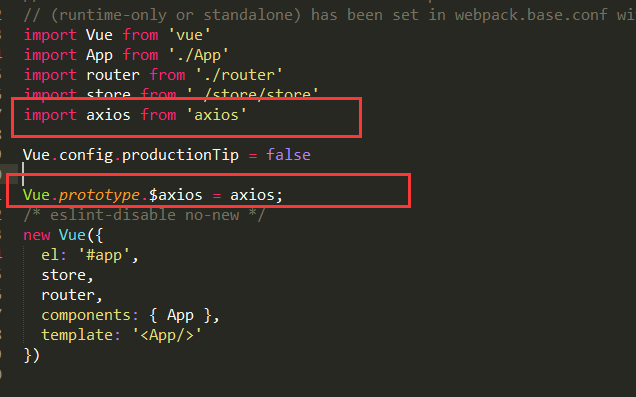 // (runtime-only or standalone) has been set in webpack.base.conf wi
import Vue from 'vue'
import App from './App'
import router from './router'
import store from './store/store'
import axios from 'axios'
Vue.config.productionTip = false
Vue.prototype.$axios = axios;
/* eslint-disable no-new */
new Vue({
el: '#app',
store,
router,
components: { App },
template: '<App/>'
})